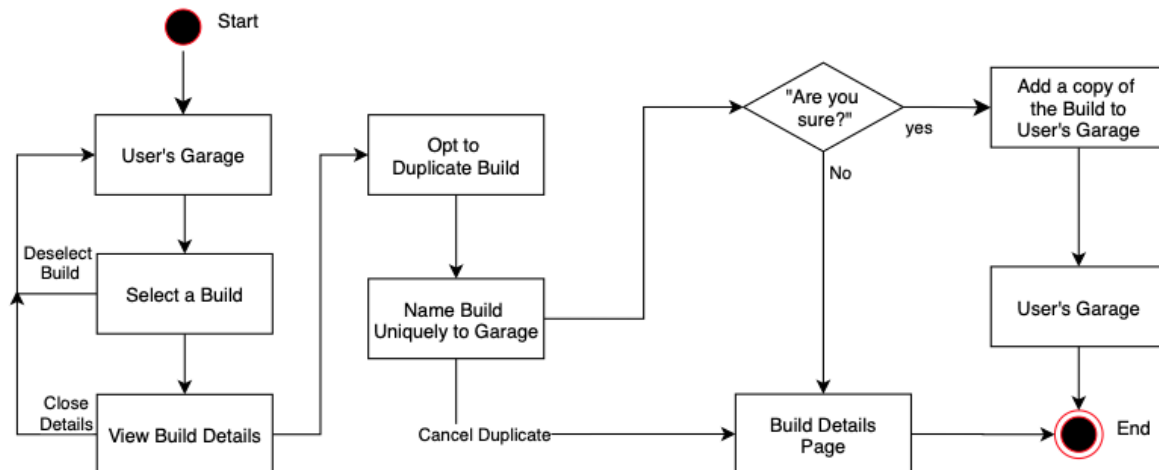 Start
User's Garage
Deselect
Build
Select a Build
Close
Details
View Build Details
Opt to
Duplicate Build
Name Build
Uniquely to Garage
Cancel Duplicate
"Are you
sure?"
yes
No
Build Details
Page
Add a copy of
the Build to
User's Garage
User's Garage
End